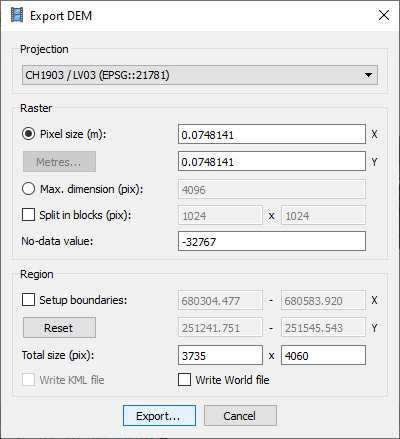 Export DEM
Projection
CH1903 / LV03 (EPSG::21781)
Raster
Pixel size (m): 0.0748141 X
Metres... 0.0748141 Y
Max. dimension (pix): 4096
Split in blocks (pix): 1024 x 1024
No-data value: -32767
Region
Setup boundaries: 680304.477 - 680583.920 X
Reset 251241.751 - 251545.543 Y
Total size (pix): 3735 x 4060
Write KML file Write World file
Export... Cancel